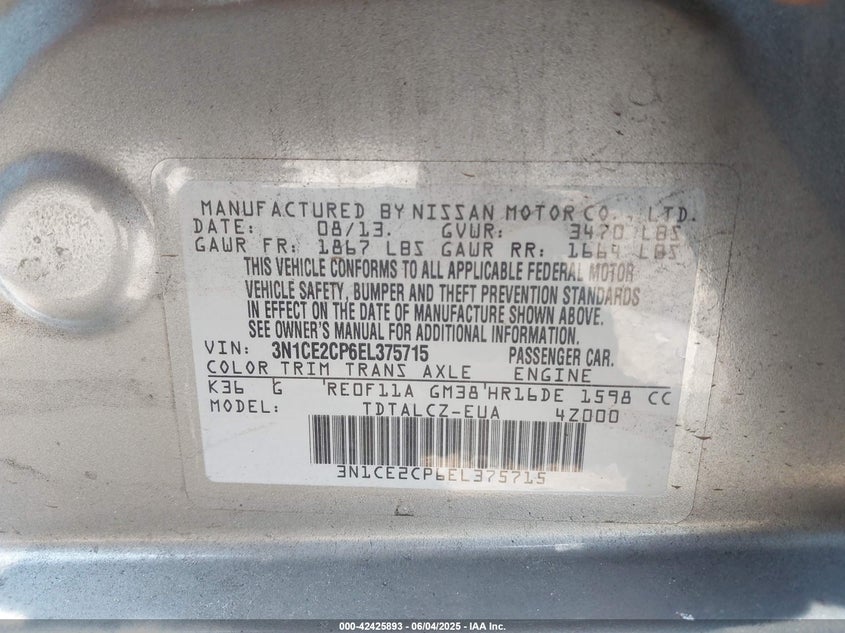 MANUFACTURED BY NISSAN MOTOR CO., LTD.
DATE: 08/13. GVWR: 3470 LBS
GAWR FR: 1867 LBS GAWR RR: 1664 LBS
THIS VEHICLE CONFORMS TO ALL APPLICABLE FEDERAL MOTOR
VEHICLE SAFETY, BUMPER AND THEFT PREVENTION STANDARDS
IN EFFECT ON THE DATE OF MANUFACTURE SHOWN ABOVE.
SEE OWNER'S MANUAL FOR ADDITIONAL INFORMATION.
VIN: 3N1CE2CP6EL375715 PASSENGER CAR.
COLOR TRIM TRANS AXLE ENGINE
K36 G RE0F11A GM38 HR16DE 1598 CC
MODEL: TDTALCZ-EUA 4Z000
3N1CE2CP6EL375715
000-42425893 - 06/04/2025 - IAA Inc.